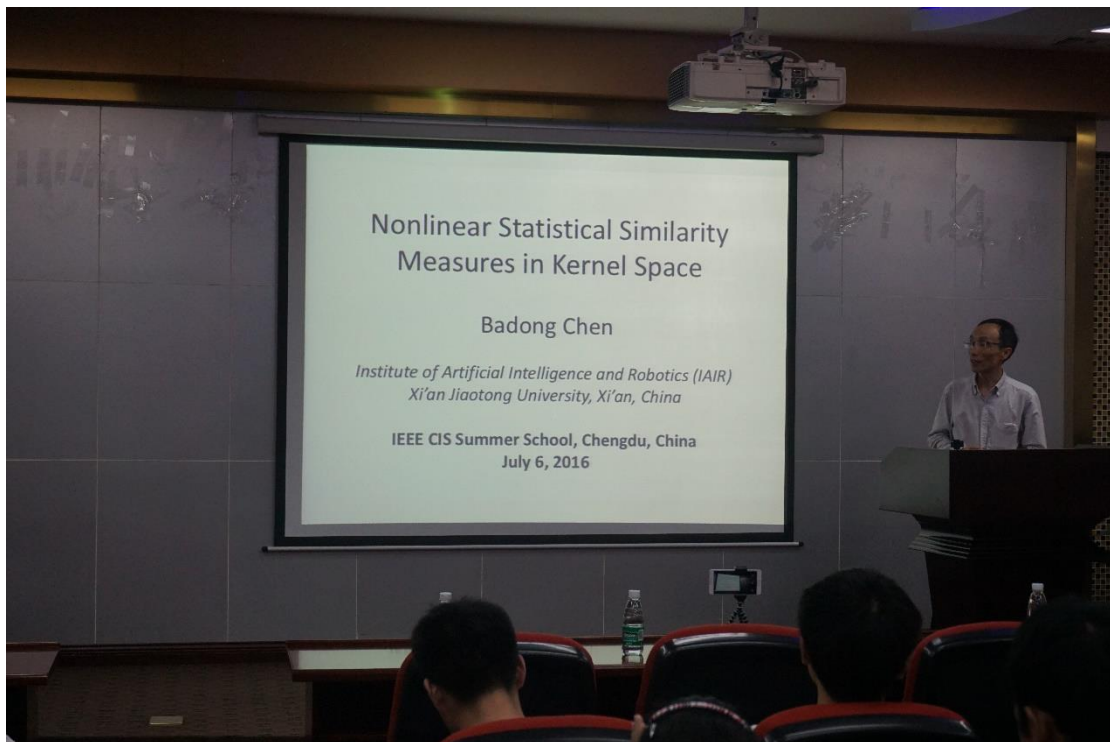 Nonlinear Statistical Similarity
Measures in Kernel Space
Badong Chen
Institute of Artificial Intelligence and Robotics (IAIR)
Xi'an Jiaotong University, Xi'an, China
IEEE CIS Summer School, Chengdu, China
July 6, 2016